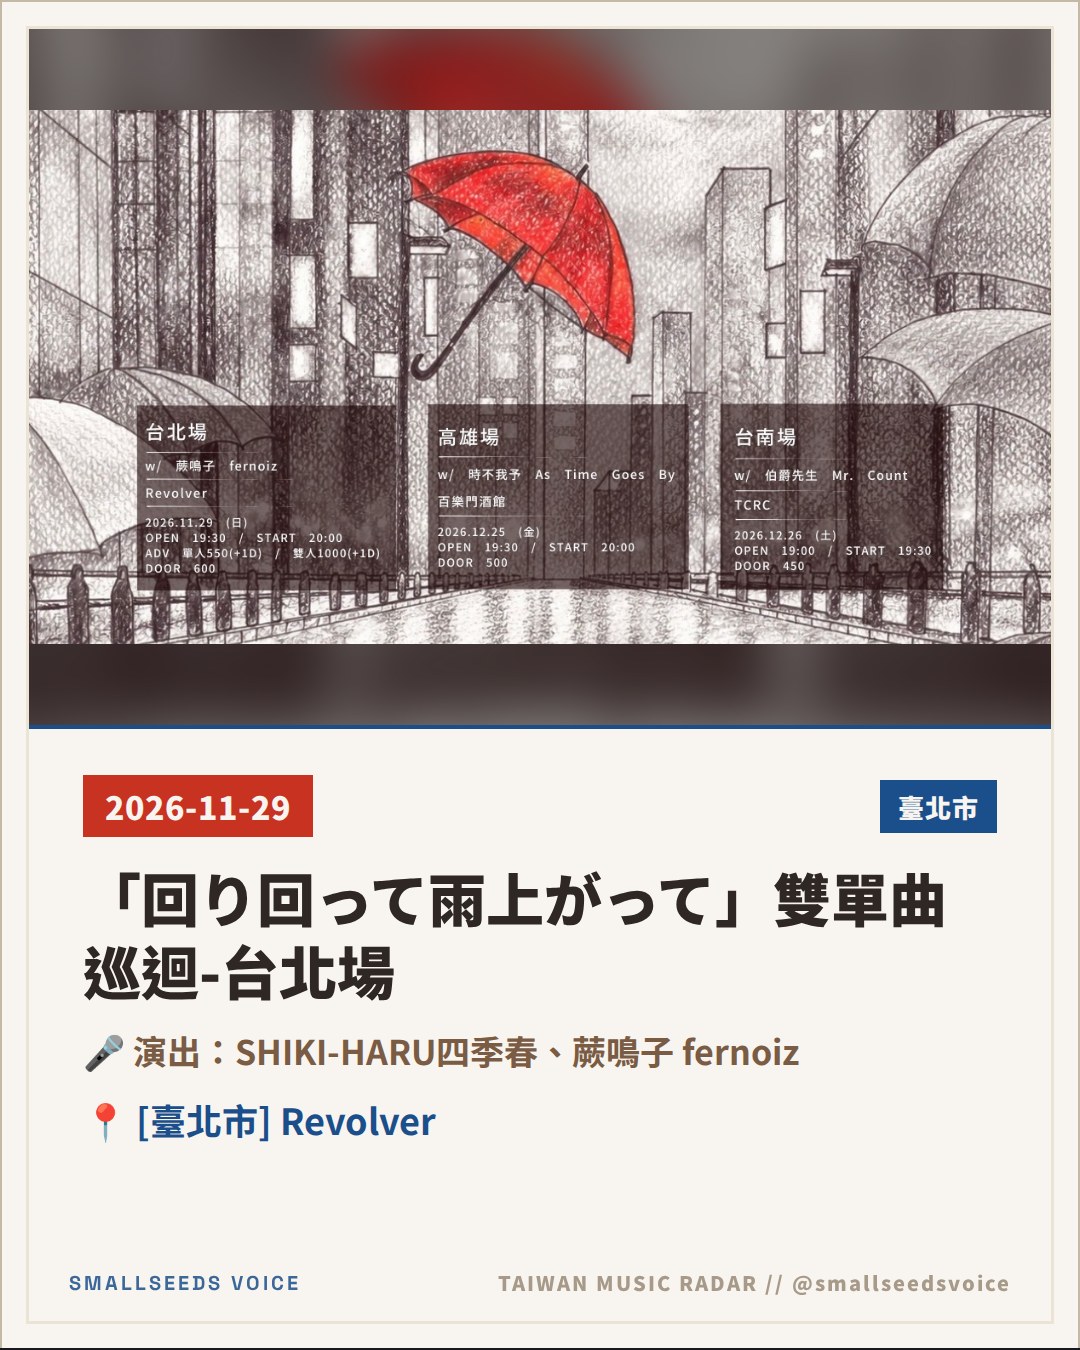 台北場
w/ 蕨鳴子 fernoiz
Revolver
2026.11.29 (日)
OPEN 19:30 / START 20:00
ADV 單人550(+1D) / 雙人1000(+1D)
DOOR 600
高雄場
w/ 時不我予 As Time Goes By
百樂門酒館
2026.12.25 (金)
OPEN 19:30 / START 20:00
DOOR 500
台南場
w/ 伯爵先生 Mr. Count
TCRC
2026.12.26 (土)
OPEN 19:00 / START 19:30
DOOR 450
2026-11-29
臺北市
「回り回って雨上がって」雙單曲
巡迴-台北場
演出：SHIKI-HARU四季春、蕨鳴子 fernoiz
[臺北市] Revolver
SMALLSEEDS VOICE
TAIWAN MUSIC RADAR // @smallseedsvoice